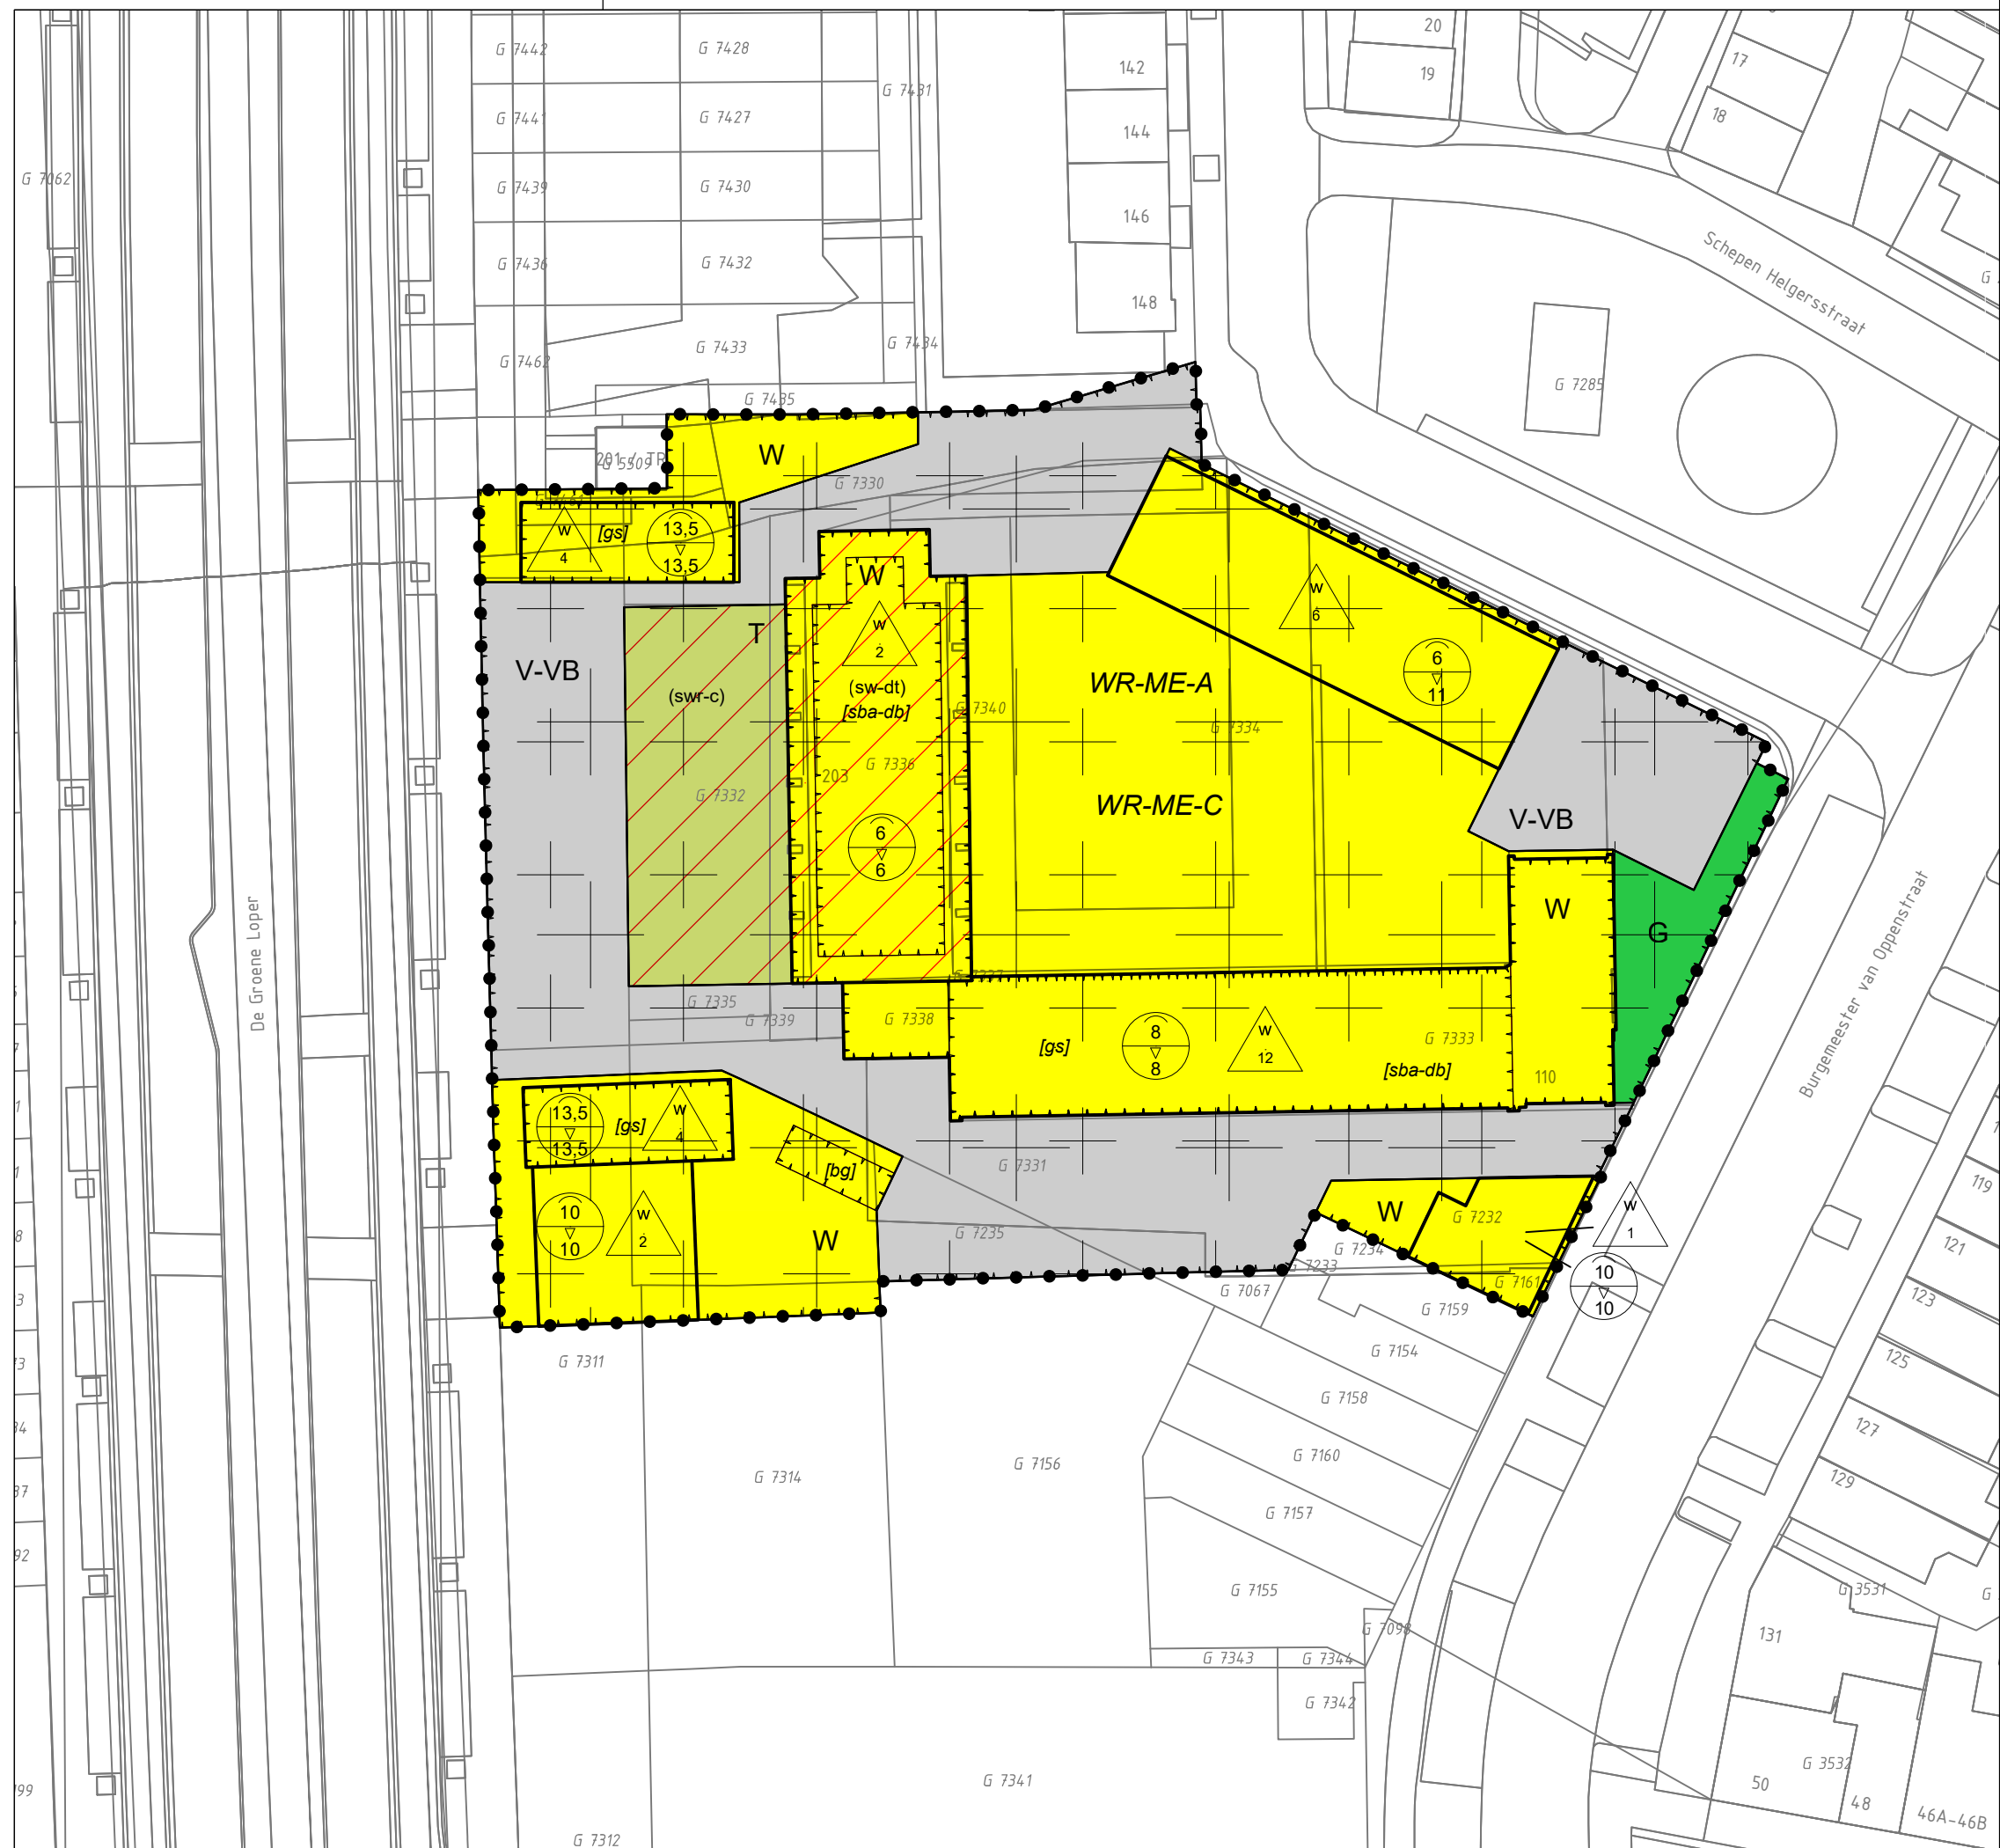 G 7442
G 7428
G 7431
142
20
19
17
18
G 7441
G 7427
144
G 7062
G 7439
G 7430
146
G 7436
G 7432
148
Schepen Helgersstraat
G 7462
G 7433
G 7434
G 7285
G 7435
W
G 5509
G 7330
W
4
[gs]
13,5
13,5
W
W
2
W
6
T
V-VB
(swr-c)
(sw-dt)
[sba-db]
WR-ME-A
6
11
G 7340
G 7334
G 7336
203
G 7332
WR-ME-C
V-VB
6
6
W
G
De Groene Loper
Burgemeester van Oppenstraat
G 7337
G 7335
G 7339
G 7338
[gs]
8
8
W
12
G 7333
[sba-db]
110
13,5
13,5
[gs]
W
4
[bg]
G 7331
10
10
W
2
W
G 7235
W
G 7232
W
1
G 7234
G 7233
G 7161
10
10
G 7067
G 7159
119
121
123
125
127
129
G 7311
G 7154
G 7158
G 7160
G 7157
G 7155
G 7314
G 7156
G 7098
G 3531
131
G 7343
G 7344
G 7342
G 3532
G 7341
50
48
46A-46B
G 7312